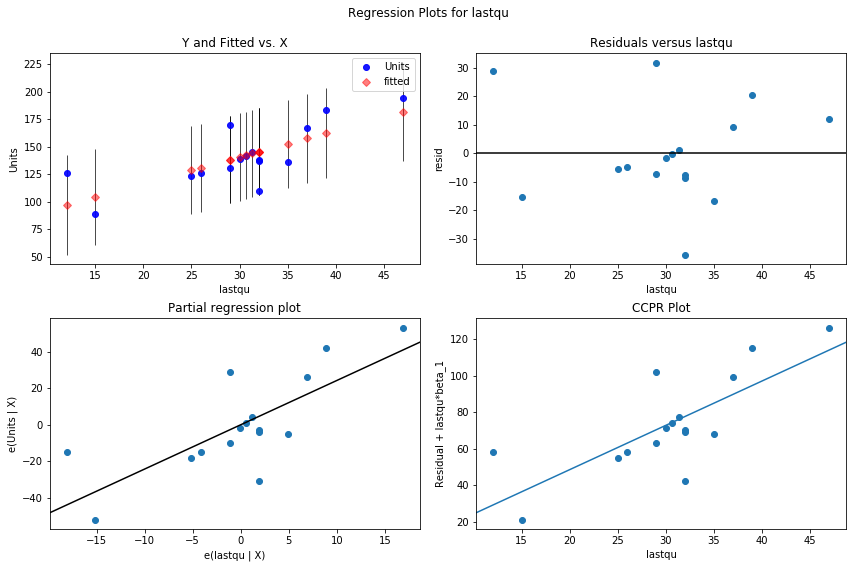 Regression Plots for lastqu
Y and Fitted vs. X
Units
225
200
175
150
125
100
75
50
15 20 25 30 35 40 45
lastqu
Units
fitted
Residuals versus lastqu
resid
30
20
10
0
−10
−20
−30
15 20 25 30 35 40 45
lastqu
Partial regression plot
e(Units | X)
40
20
0
−20
−40
−15 −10 −5 0 5 10 15
e(lastqu | X)
CCPR Plot
Residual + lastqu*beta_1
120
100
80
60
40
20
15 20 25 30 35 40 45
lastqu